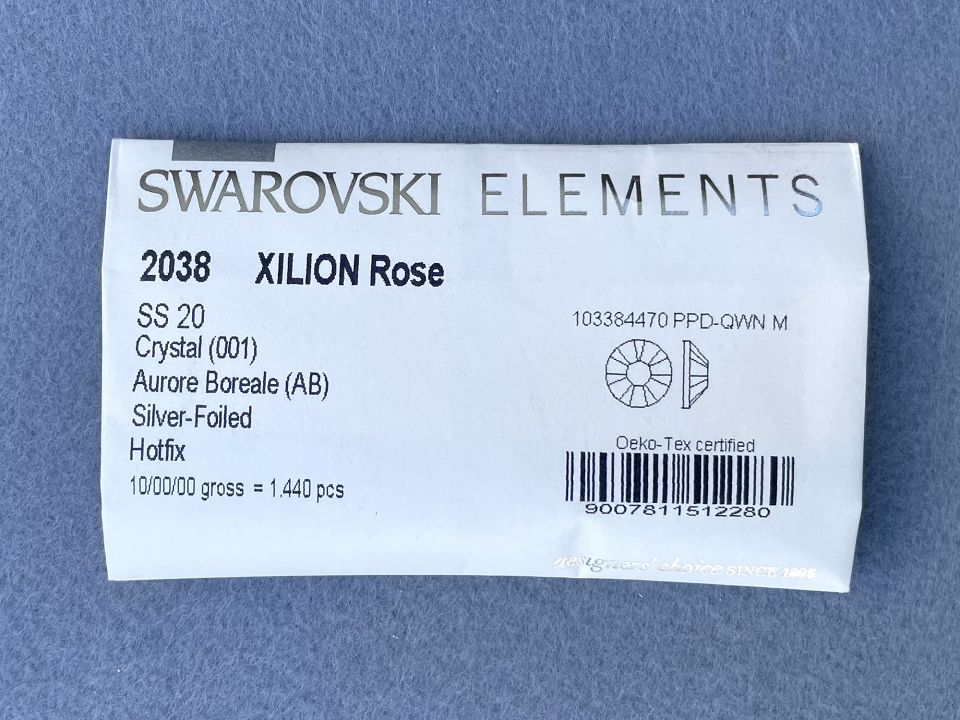 SWAROVSKI ELEMENTS
2038 XILION Rose
SS 20
Crystal (001)
Aurore Boreale (AB)
Silver-Foiled
Hotfix
10/00/00 gross = 1,440 pcs
103384470 PPD-QWN M
Oeko-Tex certified
9007811512280
designers' choice SINCE 1895